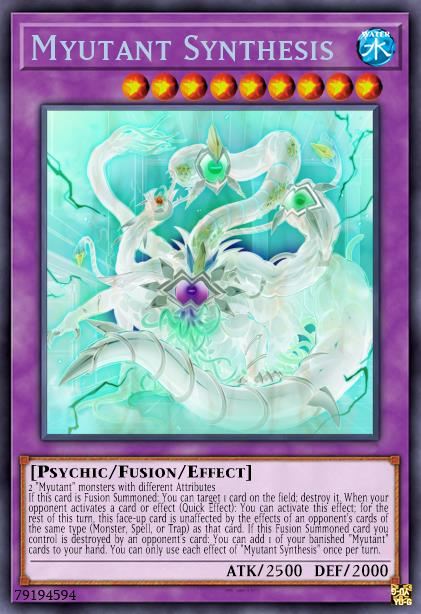 Myutant Synthesis
WATER
水
[Psychic/Fusion/Effect]
2 "Myutant" monsters with different Attributes
If this card is Fusion Summoned: You can target 1 card on the field; destroy it. When your
opponent activates a card or effect (Quick Effect): You can activate this effect; for the
rest of this turn, this face-up card is unaffected by the effects of an opponent's cards of
the same type (Monster, Spell, or Trap) as that card. If this Fusion Summoned card you
control is destroyed by an opponent's card: You can add 1 of your banished "Myutant"
cards to your hand. You can only use each effect of "Myutant Synthesis" once per turn.
ATK/2500 DEF/2000
79194594